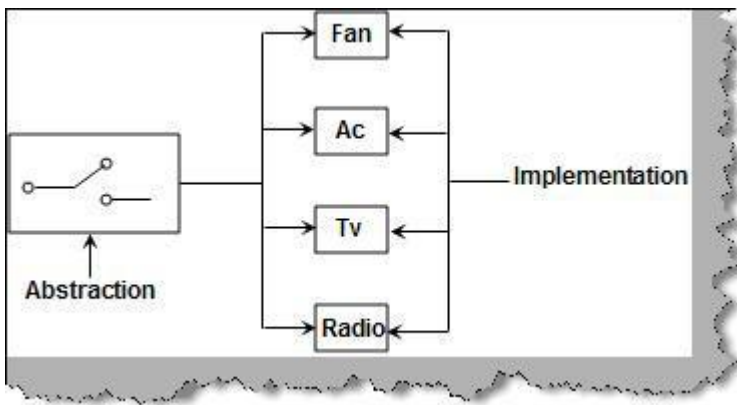 Fan
Ac
Implementation
Tv
Abstraction
Radio